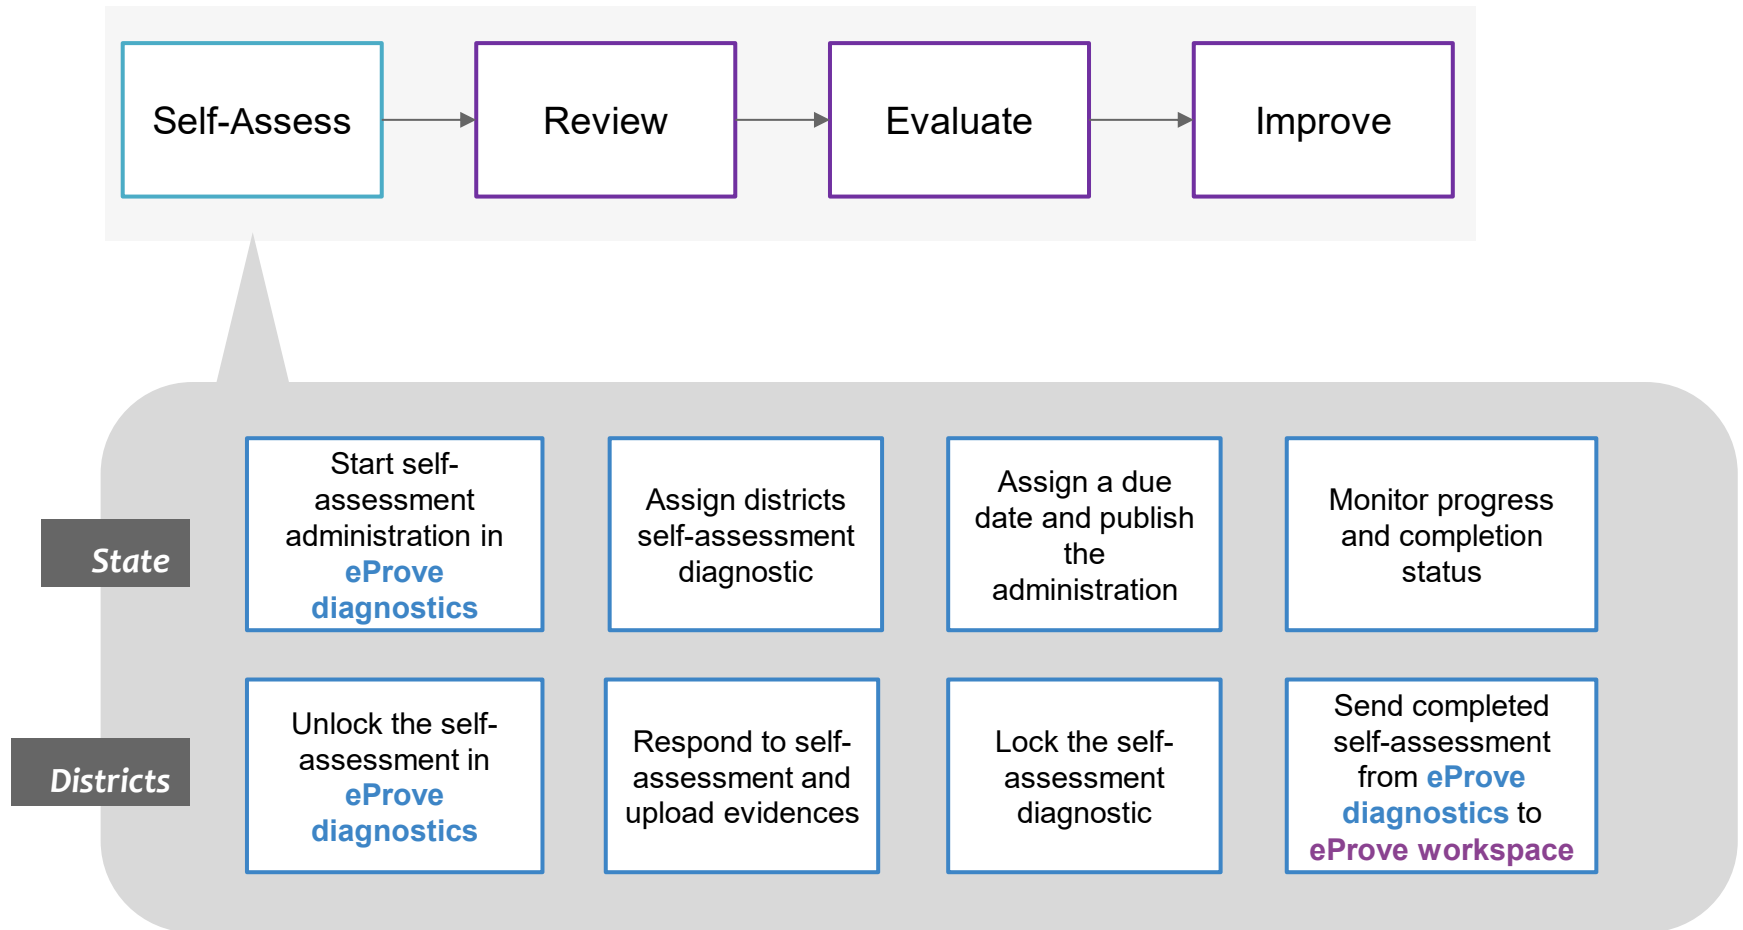 Self-Assess
Review
Evaluate
Improve
State
Start self-
assessment
administration in
eProve
diagnostics
Assign districts
self-assessment
diagnostic
Assign a due
date and publish
the
administration
Monitor progress
and completion
status
Districts
Unlock the self-
assessment in
eProve
diagnostics
Respond to self-
assessment and
upload evidences
Lock the self-
assessment
diagnostic
Send completed
self-assessment
from eProve
diagnostics to
eProve workspace